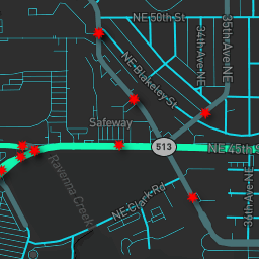 NE 50th St
35th Ave NE
34th Ave NE
NE Blakeley St
Safeway
513
NE 45th S
Ravenna Creek
NE Clark Rd
36th Ave NE